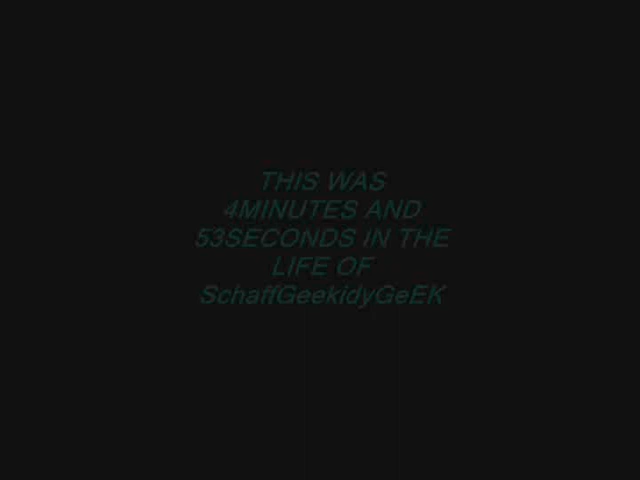 THIS WAS
4MINUTES AND
53SECONDS IN THE
LIFE OF
SchaffGeekidyGeEK